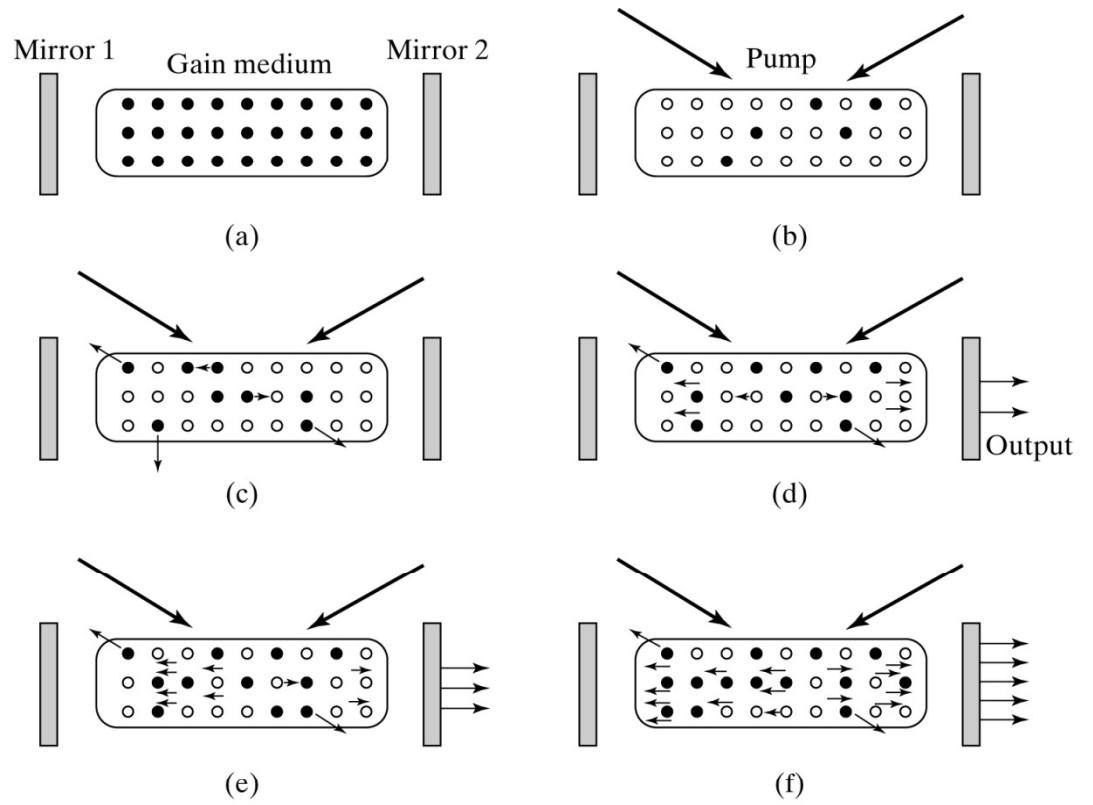 Mirror 1
Gain medium
Mirror 2
Pump
(a)
(b)
(c)
Output
(d)
(e)
(f)